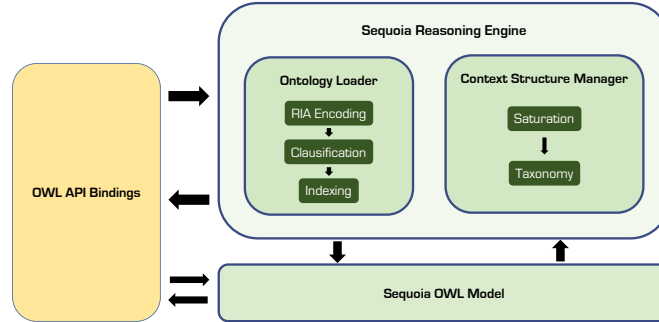 Sequoia Reasoning Engine
Ontology Loader
RIA Encoding
Clausification
Indexing
Context Structure Manager
Saturation
Taxonomy
OWL API Bindings
Sequoia OWL Model